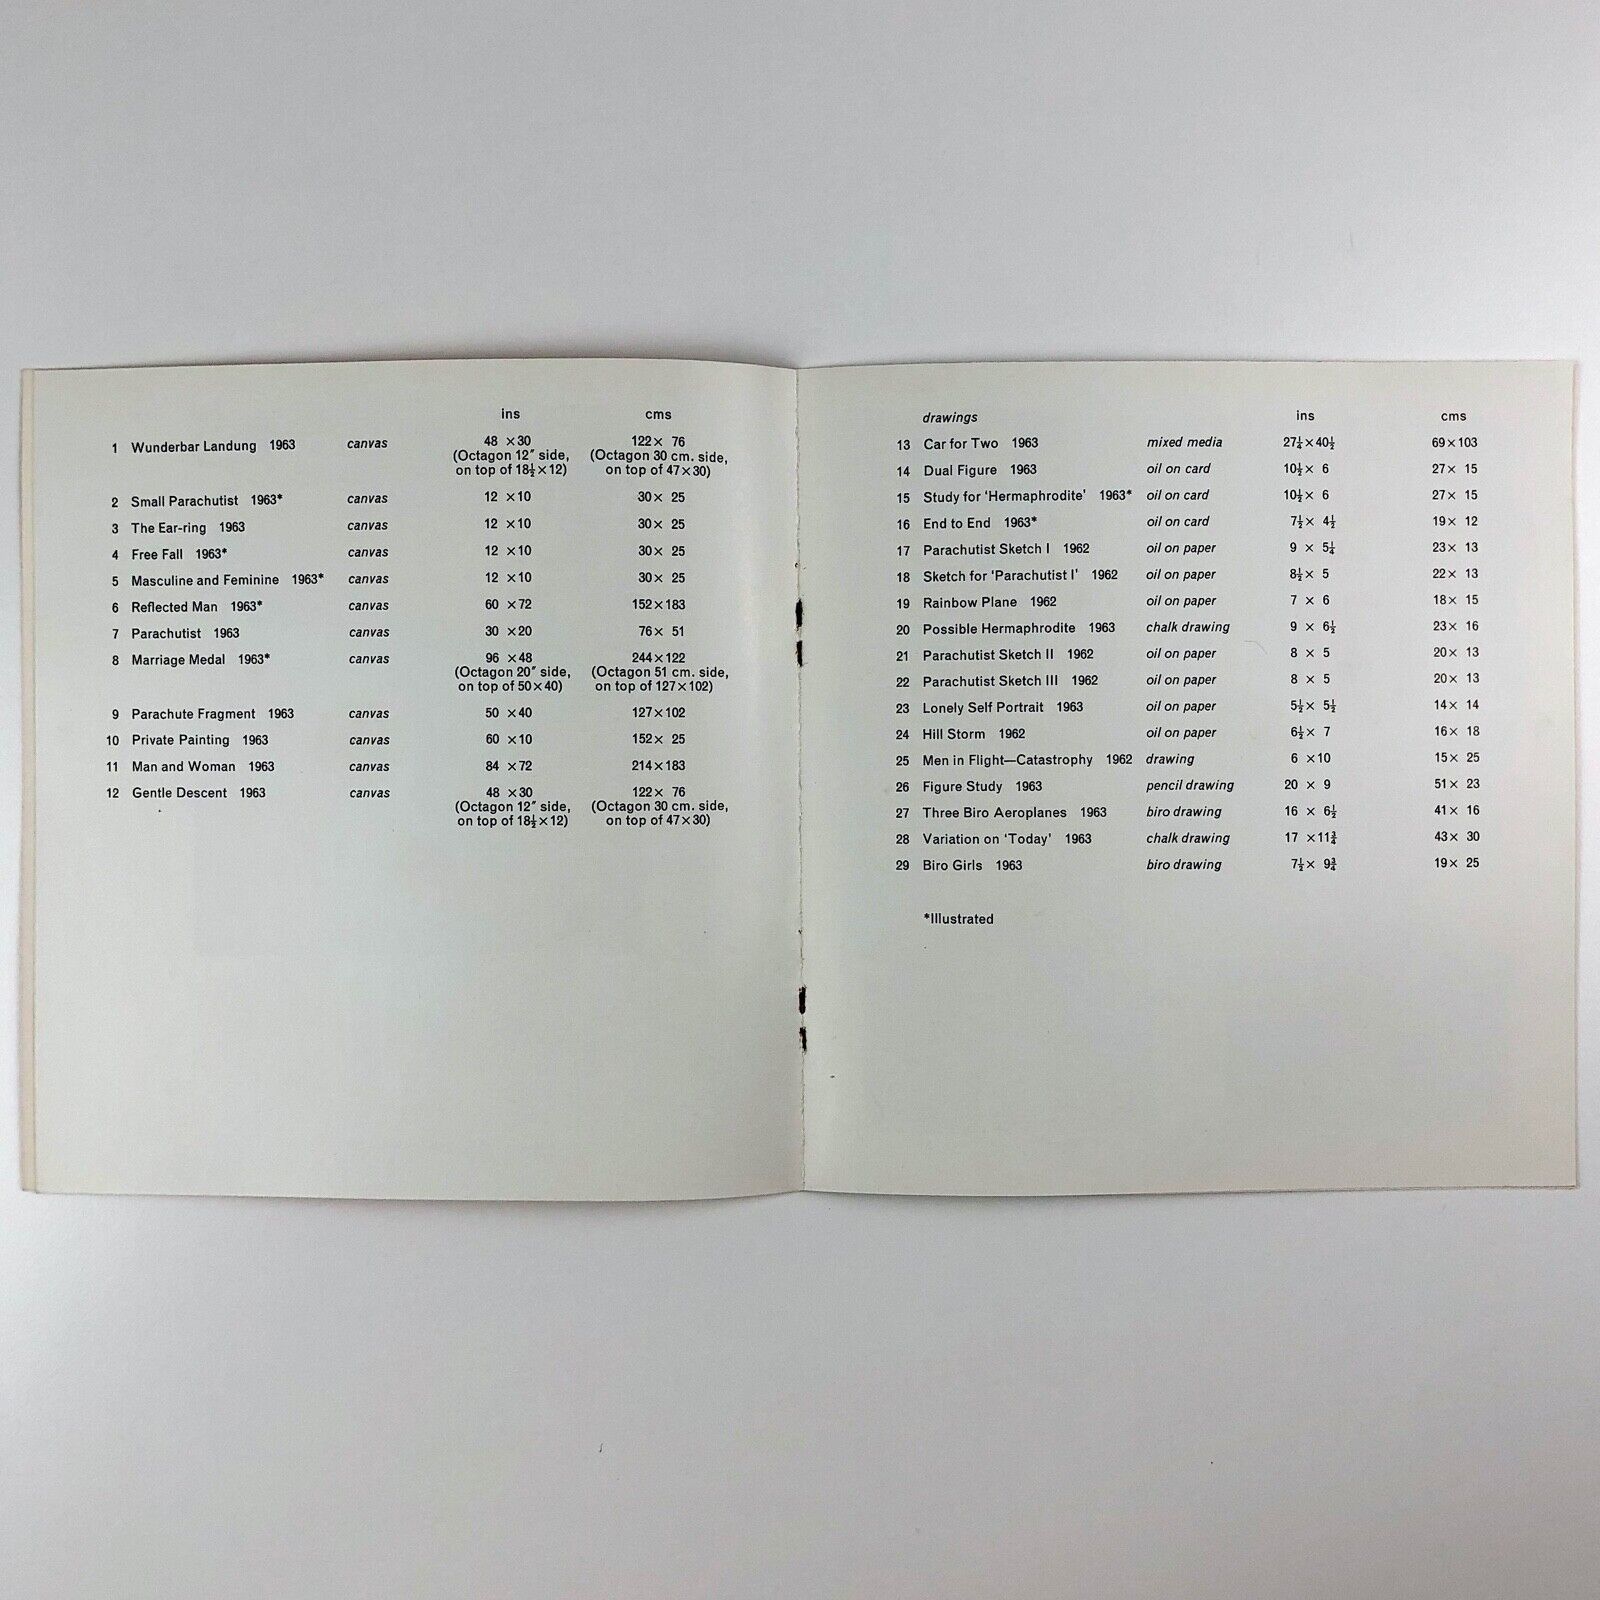 ins cms
1 Wunderbar Landung 1963 canvas 48 × 30 122 × 76
(Octagon 12″ side, (Octagon 30 cm. side,
on top of 18½ × 12) on top of 47 × 30)
2 Small Parachutist 1963* canvas 12 × 10 30 × 25
3 The Ear-ring 1963 canvas 12 × 10 30 × 25
4 Free Fall 1963* canvas 12 × 10 30 × 25
5 Masculine and Feminine 1963* canvas 12 × 10 30 × 25
6 Reflected Man 1963* canvas 60 × 72 152 × 183
7 Parachutist 1963 canvas 30 × 20 76 × 51
8 Marriage Medal 1963* canvas 96 × 48 244 × 122
(Octagon 20″ side, (Octagon 51 cm. side,
on top of 50 × 40) on top of 127 × 102)
9 Parachute Fragment 1963 canvas 50 × 40 127 × 102
10 Private Painting 1963 canvas 60 × 10 152 × 25
11 Man and Woman 1963 canvas 84 × 72 214 × 183
12 Gentle Descent 1963 canvas 48 × 30 122 × 76
(Octagon 12″ side, (Octagon 30 cm. side,
on top of 18½ × 12) on top of 47 × 30)
drawings ins cms
13 Car for Two 1963 mixed media 27¼ × 40½ 69 × 103
14 Dual Figure 1963 oil on card 10½ × 6 27 × 15
15 Study for ‘Hermaphrodite’ 1963* oil on card 10½ × 6 27 × 15
16 End to End 1963* oil on card 7½ × 4½ 19 × 12
17 Parachutist Sketch I 1962 oil on paper 9 × 5¼ 23 × 13
18 Sketch for ‘Parachutist I’ 1962 oil on paper 8½ × 5 22 × 13
19 Rainbow Plane 1962 oil on paper 7 × 6 18 × 15
20 Possible Hermaphrodite 1963 chalk drawing 9 × 6½ 23 × 16
21 Parachutist Sketch II 1962 oil on paper 8 × 5 20 × 13
22 Parachutist Sketch III 1962 oil on paper 8 × 5 20 × 13
23 Lonely Self Portrait 1963 oil on paper 5½ × 5½ 14 × 14
24 Hill Storm 1962 oil on paper 6½ × 7 16 × 18
25 Men in Flight—Catastrophy 1962 drawing 6 × 10 15 × 25
26 Figure Study 1963 pencil drawing 20 × 9 51 × 23
27 Three Biro Aeroplanes 1963 biro drawing 16 × 6½ 41 × 16
28 Variation on ‘Today’ 1963 chalk drawing 17 × 11¾ 43 × 30
29 Biro Girls 1963 biro drawing 7½ × 9¾ 19 × 25
*Illustrated